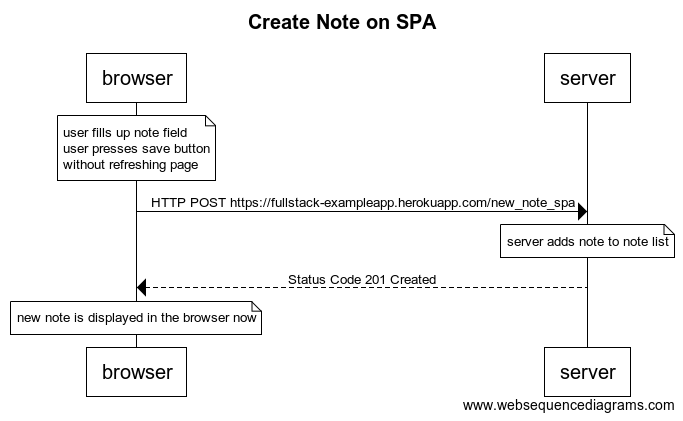 Create Note on SPA
browser
server
user fills up note field
user presses save button
without refreshing page
HTTP POST https://fullstack-exampleapp.herokuapp.com/new_note_spa
server adds note to note list
Status Code 201 Created
new note is displayed in the browser now
browser
server
www.websequencediagrams.com